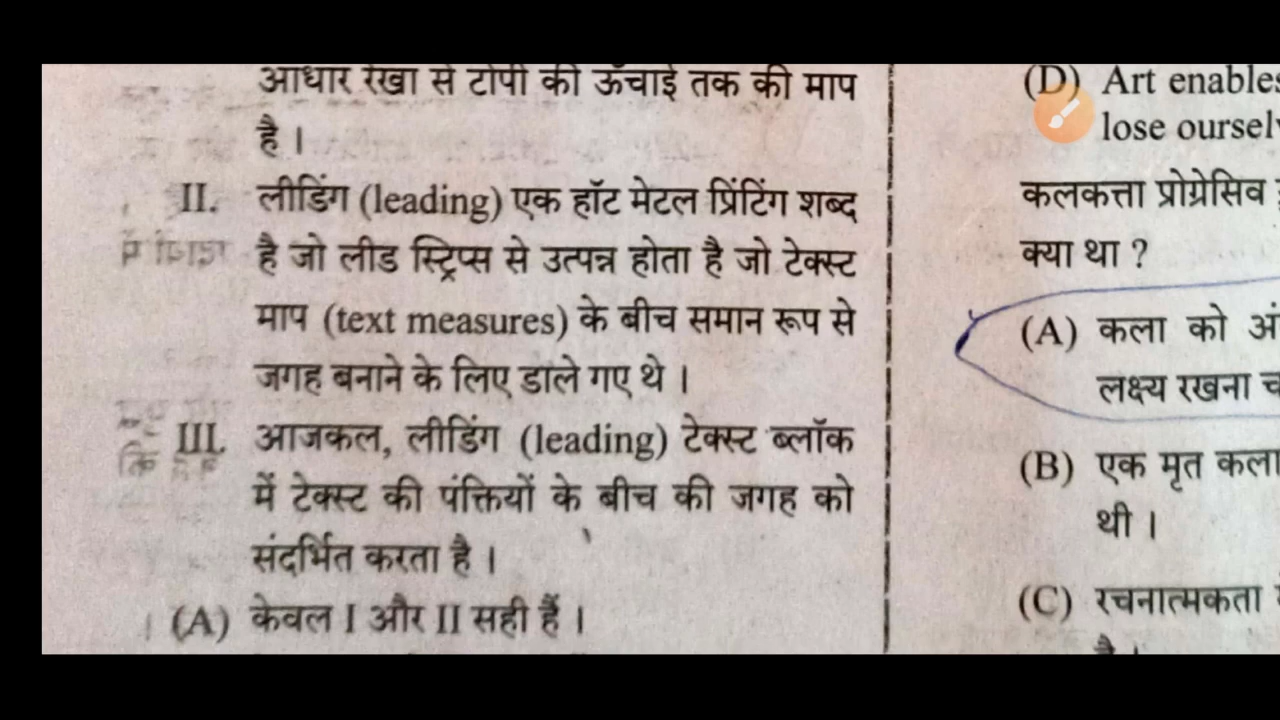 आधार रेखा से टोपी की ऊँचाई तक की माप
है ।
II. लीडिंग (leading) एक हॉट मेटल प्रिंटिंग शब्द
है जो लीड स्ट्रिप्स से उत्पन्न होता है जो टेक्स्ट
माप (text measures) के बीच समान रूप से
जगह बनाने के लिए डाले गए थे ।
III. आजकल, लीडिंग (leading) टेक्स्ट ब्लॉक
में टेक्स्ट की पंक्तियों के बीच की जगह को
संदर्भित करता है ।
(A) केवल I और II सही हैं ।
(D) Art enables
lose oursel
कलकत्ता प्रोग्रेसिव
क्या था ?
(A) कला को अं
लक्ष्य रखना च
(B) एक मृत कला
थी ।
(C) रचनात्मकता
है ।